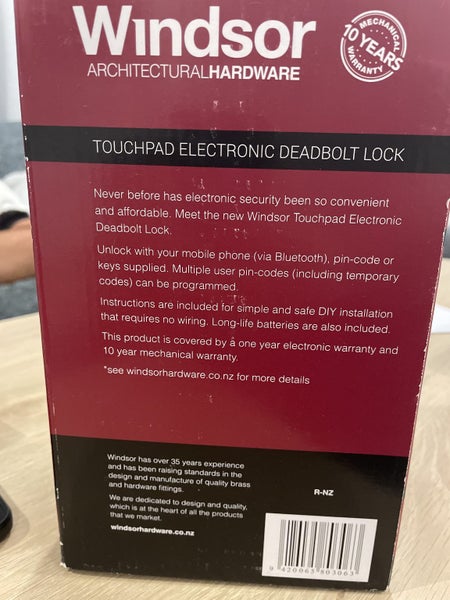 Windsor
ARCHITECTURALHARDWARE
MECHANICAL
10 YEARS
WARRANTY
TOUCHPAD ELECTRONIC DEADBOLT LOCK
Never before has electronic security been so convenient
and affordable. Meet the new Windsor Touchpad Electronic
Deadbolt Lock.
Unlock with your mobile phone (via Bluetooth), pin-code or
keys supplied. Multiple user pin-codes (including temporary
codes) can be programmed.
Instructions are included for simple and safe DIY installation
that requires no wiring. Long-life batteries are also included.
This product is covered by a one year electronic warranty and
10 year mechanical warranty.
*see windsorhardware.co.nz for more details
Windsor has over 35 years experience
and has been raising standards in the
design and manufacture of quality brass
and hardware fittings.
We are dedicated to design and quality,
which is at the heart of all the products
that we market.
windsorhardware.co.nz
R-NZ
9 420063 803063